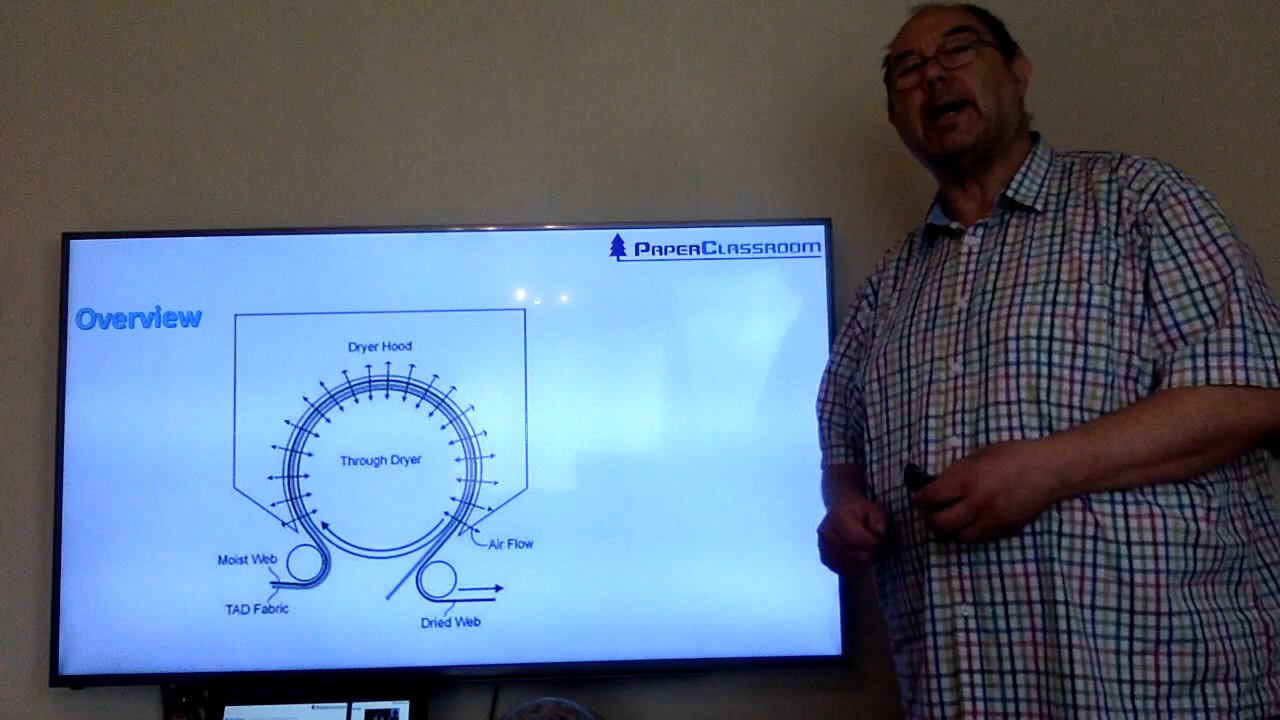 PAPERCLASSROOM
Overview
Dryer Hood
Through Dryer
Air Flow
Moist Web
TAD Fabric
Dried Web